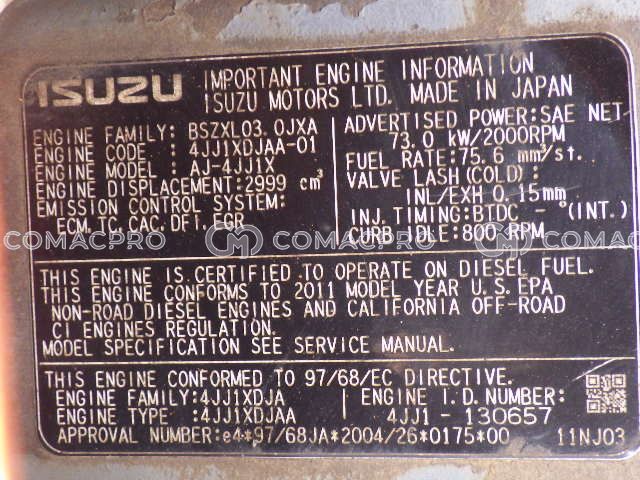 ISUZU IMPORTANT ENGINE INFORMATION
ISUZU MOTORS LTD. MADE IN JAPAN
ENGINE FAMILY: BSZXL03.0JXA
ENGINE CODE : 4JJ1XDJAA-01
ENGINE MODEL : AJ-4JJ1X
ENGINE DISPLACEMENT: 2999 cm³
EMISSION CONTROL SYSTEM:
ECM,TC,CAC,DFT,EGR
ADVERTISED POWER:SAE NET
73.0 kW/2000RPM
FUEL RATE:75.6 mm³/st.
VALVE LASH(COLD):
INL/EXH 0.15mm
INJ.TIMING:BTDC - °(INT.)
CURB IDLE:800 RPM
COMACPRO COMACPRO COMACPRO
THIS ENGINE IS CERTIFIED TO OPERATE ON DIESEL FUEL.
THIS ENGINE CONFORMS TO 2011 MODEL YEAR U.S.EPA
NON-ROAD DIESEL ENGINES AND CALIFORNIA OFF-ROAD
CI ENGINES REGULATION.
MODEL SPECIFICATION SEE SERVICE MANUAL.
THIS ENGINE CONFORMED TO 97/68/EC DIRECTIVE.
ENGINE FAMILY:4JJ1XDJA ENGINE I.D.NUMBER:
ENGINE TYPE :4JJ1XDJAA 4JJ1-130657
APPROVAL NUMBER:e4*97/68JA*2004/26*0175*00 11NJ03